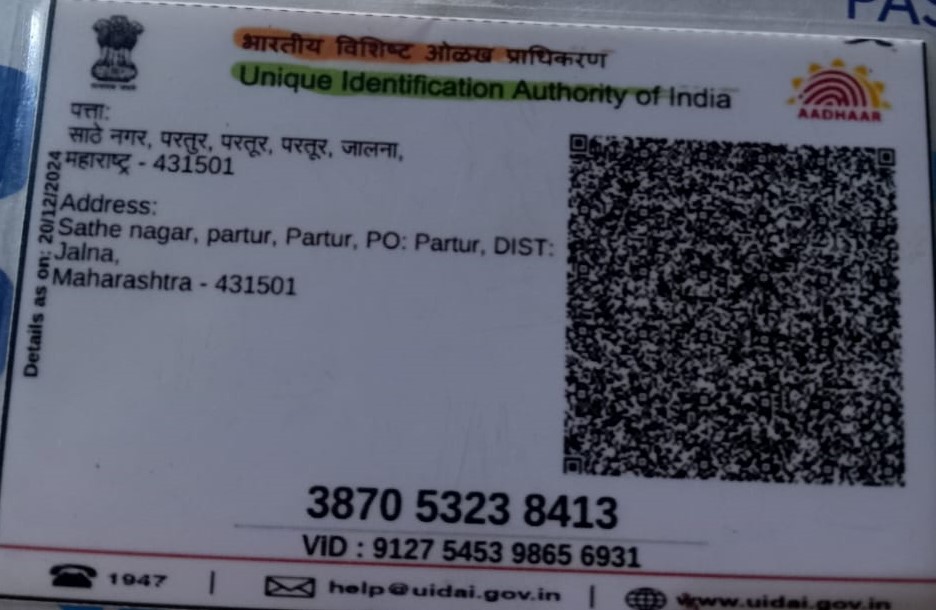 PAS
भारतीय विशिष्ट ओळख प्राधिकरण
Unique Identification Authority of India
AADHAAR
पत्ता:
साठे नगर, परतुर, परतूर, परतूर, जालना,
महाराष्ट्र - 431501
Address:
Sathe nagar, partur, Partur, PO: Partur, DIST:
Jalna,
Maharashtra - 431501
Details as on: 20/12/2024
3870 5323 8413
VID : 9127 5453 9865 6931
1947 | help@uidai.gov.in | www.uidai.gov.in